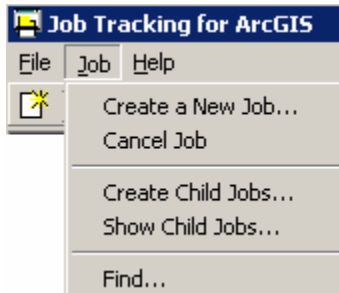 Job Tracking for ArcGIS
File Job Help
Create a New Job...
Cancel Job
Create Child Jobs...
Show Child Jobs...
Find...